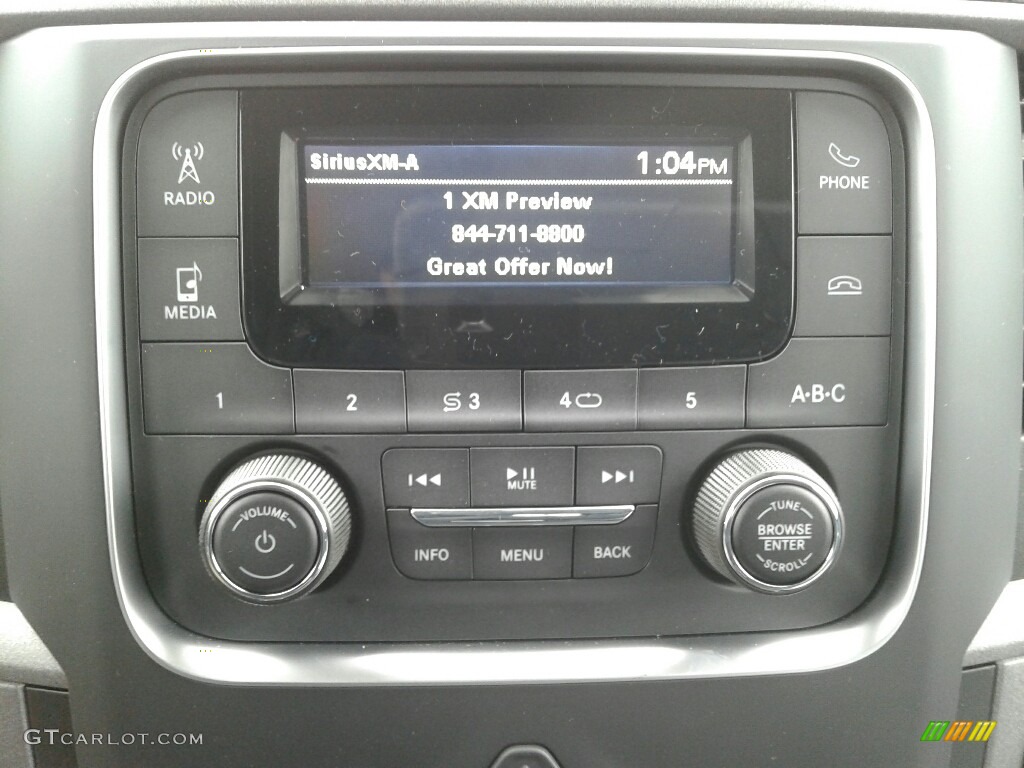 SiriusXM-A 1:04PM
1 XM Preview
844-711-8800
Great Offer Now!
RADIO
PHONE
MEDIA
1 2 3 4 5 A·B·C
MUTE
VOLUME
TUNE
BROWSE
ENTER
SCROLL
INFO MENU BACK
GTCARLOT.COM